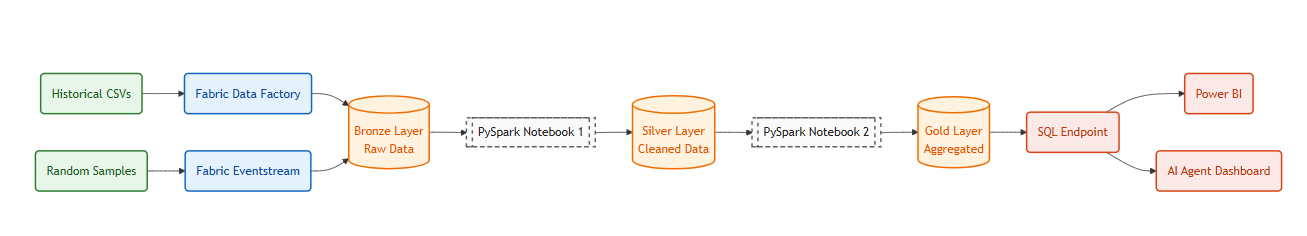 Historical CSVs
Fabric Data Factory
Random Samples
Fabric Eventstream
Bronze Layer
Raw Data
PySpark Notebook 1
Silver Layer
Cleaned Data
PySpark Notebook 2
Gold Layer
Aggregated
SQL Endpoint
Power BI
AI Agent Dashboard